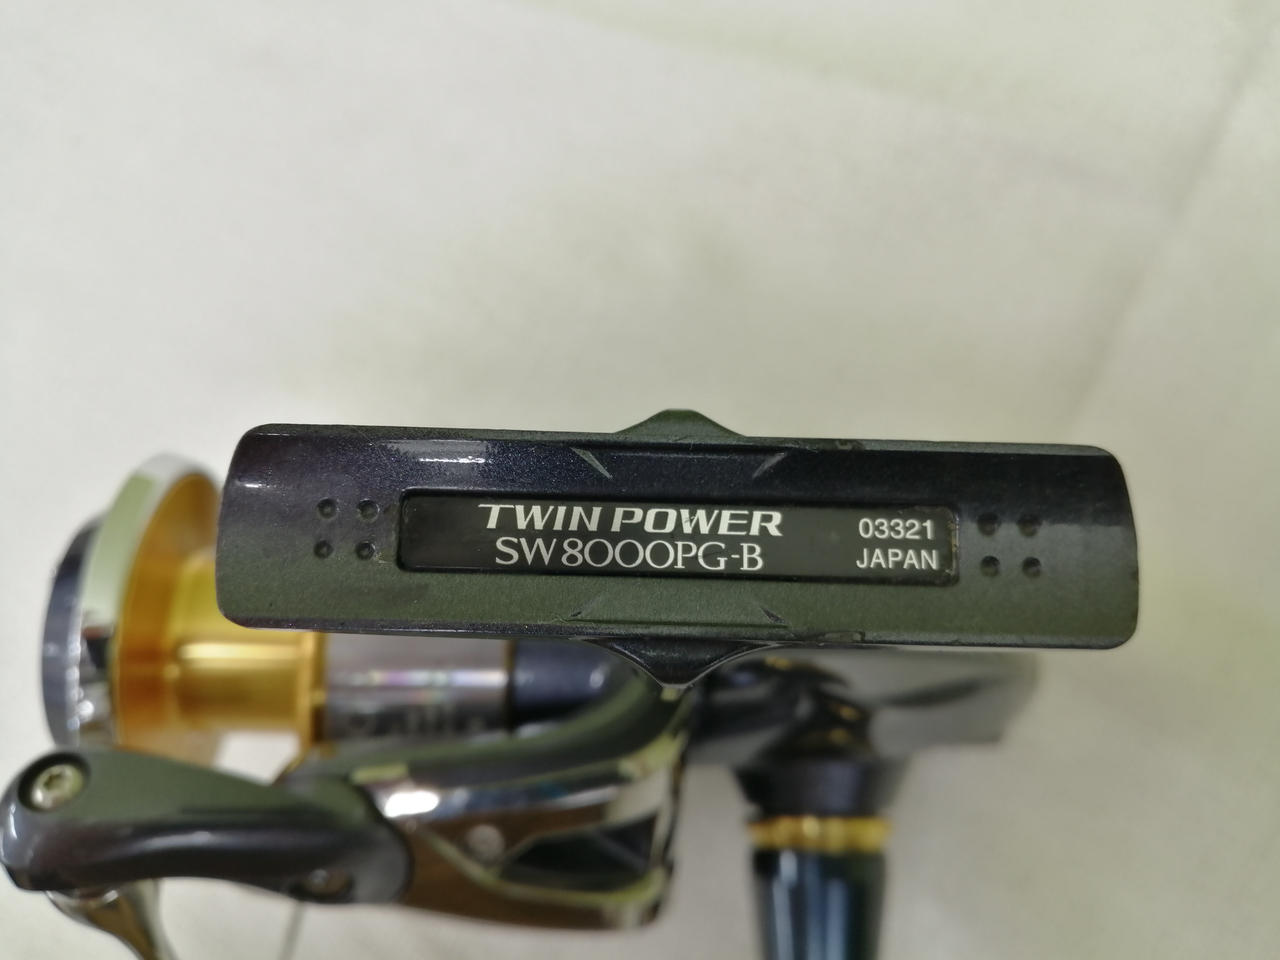 TWIN POWER
SW8000PG-B
03321
JAPAN